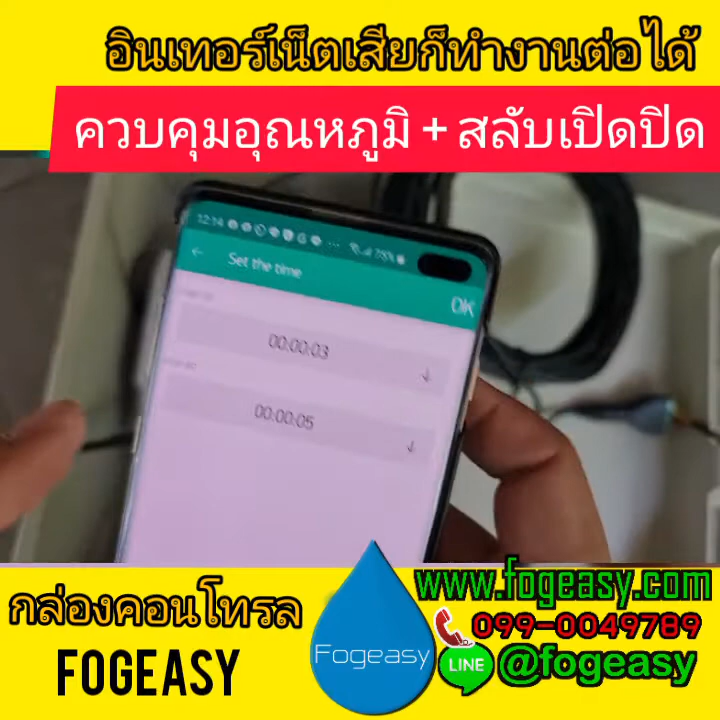 อินเทอร์เน็ตเสียก็ทำงานต่อได้
ควบคุมอุณหภูมิ + สลับเปิดปิด
12:14
78%
Set the time
OK
00:00:03
00:00:05
กล่องคอนโทรล
FOGEASY
Fogeasy
www.fogeasy.com
099-0049789
LINE
@fogeasy